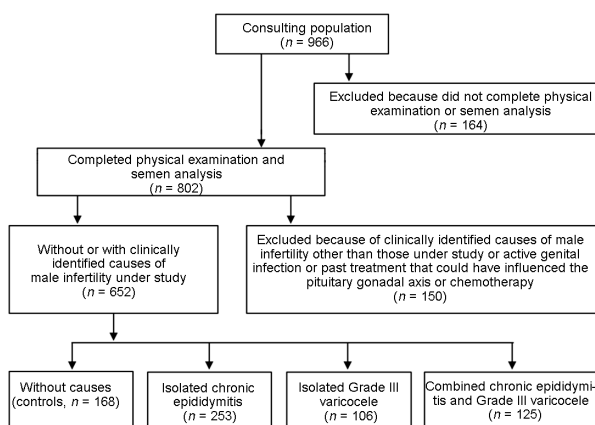 Consulting population
(n = 966)
Excluded because did not complete physical
examination or semen analysis
(n = 164)
Completed physical examination and
semen analysis
(n = 802)
Without or with clinically
identified causes of
male infertility under study
(n = 652)
Excluded because of clinically identified causes of male
infertility other than those under study or active genital
infection or past treatment that could have influenced the
pituitary gonadal axis or chemotherapy
(n = 150)
Without causes
(controls, n = 168)
Isolated chronic
epididymitis
(n = 253)
Isolated Grade III
varicocele
(n = 106)
Combined chronic epididymi-
tis and Grade III varicocele
(n = 125)